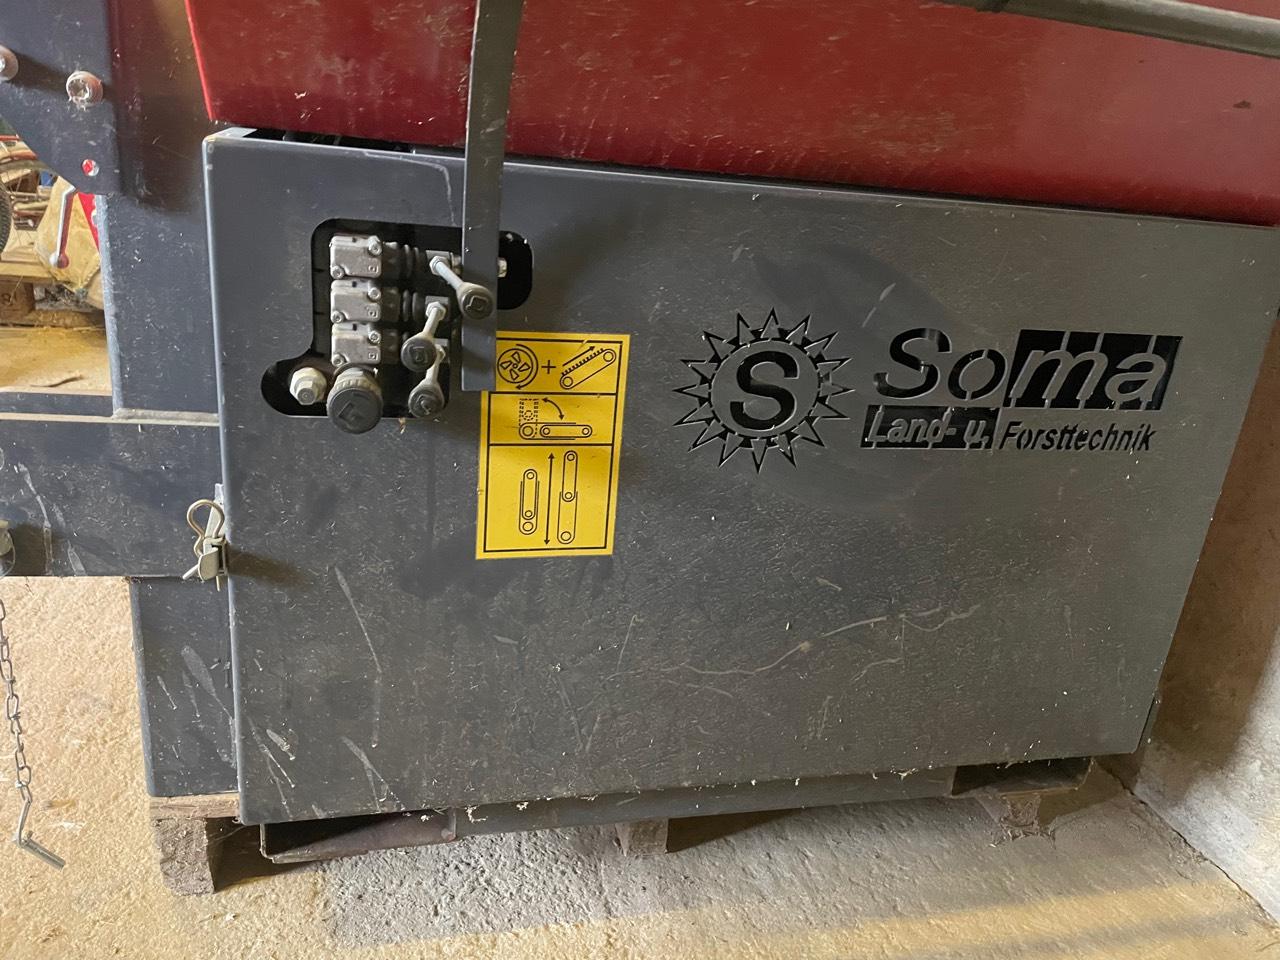 S
Soma
Land- u. Forsttechnik